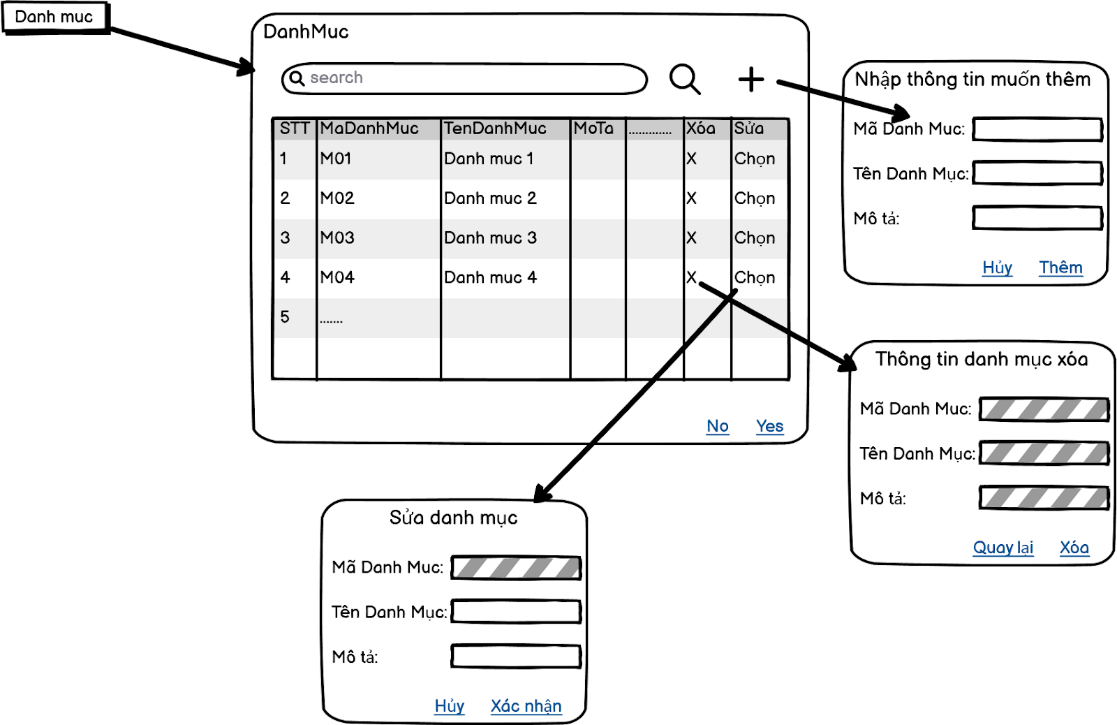 Danh muc
DanhMuc
search
STT MaDanhMuc TenDanhMuc MoTa ............. Xóa Sửa
1 M01 Danh muc 1 X Chọn
2 M02 Danh muc 2 X Chọn
3 M03 Danh muc 3 X Chọn
4 M04 Danh muc 4 X Chọn
5 .......
No Yes
Nhập thông tin muốn thêm
Mã Danh Muc:
Tên Danh Mục:
Mô tả:
Hủy Thêm
Thông tin danh mục xóa
Mã Danh Muc:
Tên Danh Mục:
Mô tả:
Quay lại Xóa
Sửa danh mục
Mã Danh Muc:
Tên Danh Mục:
Mô tả:
Hủy Xác nhận